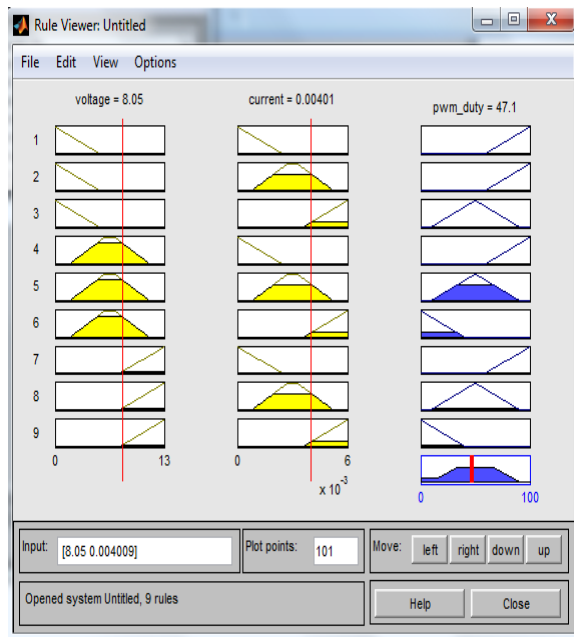 Rule Viewer: Untitled
File Edit View Options
voltage = 8.05 current = 0.00401 pwm_duty = 47.1
1
2
3
4
5
6
7
8
9
0 13 0 6
x 10^-3
0 100
Input: [8.05 0.004009] Plot points: 101 Move: left right down up
Opened system Untitled, 9 rules Help Close